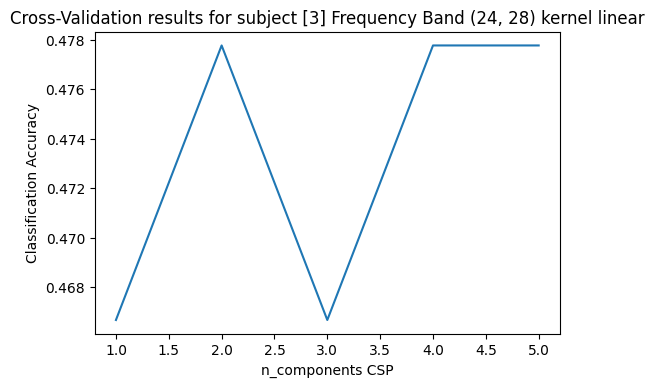 Cross-Validation results for subject [3] Frequency Band (24, 28) kernel linear
0.478
0.476
0.474
0.472
0.470
0.468
Classification Accuracy
1.0 1.5 2.0 2.5 3.0 3.5 4.0 4.5 5.0
n_components CSP